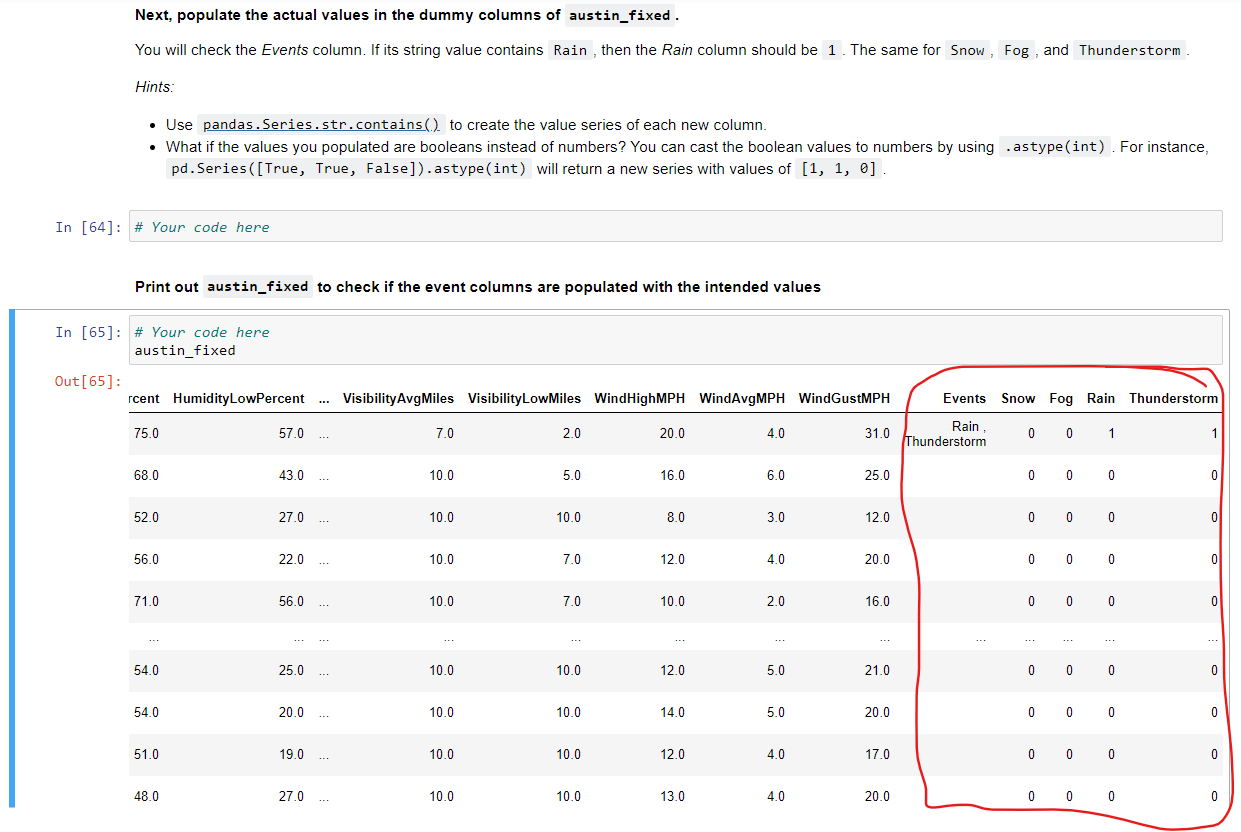 Next, populate the actual values in the dummy columns of austin_fixed.
You will check the Events column. If its string value contains Rain, then the Rain column should be 1. The same for Snow, Fog, and Thunderstorm.
Hints:
• Use pandas.Series.str.contains() to create the value series of each new column.
• What if the values you populated are booleans instead of numbers? You can cast the boolean values to numbers by using .astype(int). For instance,
pd.Series([True, True, False]).astype(int) will return a new series with values of [1, 1, 0].
In [64]: # Your code here
Print out austin_fixed to check if the event columns are populated with the intended values
In [65]: # Your code here
austin_fixed
Out[65]:
rcent HumidityLowPercent ... VisibilityAvgMiles VisibilityLowMiles WindHighMPH WindAvgMPH WindGustMPH Events Snow Fog Rain Thunderstorm
75.0 57.0 ... 7.0 2.0 20.0 4.0 31.0 Rain , Thunderstorm 0 0 1 1
68.0 43.0 ... 10.0 5.0 16.0 6.0 25.0 0 0 0 0
52.0 27.0 ... 10.0 10.0 8.0 3.0 12.0 0 0 0 0
56.0 22.0 ... 10.0 7.0 12.0 4.0 20.0 0 0 0 0
71.0 56.0 ... 10.0 7.0 10.0 2.0 16.0 0 0 0 0
... ... ... ... ... ... ... ... ... ... ... ... ...
54.0 25.0 ... 10.0 10.0 12.0 5.0 21.0 0 0 0 0
54.0 20.0 ... 10.0 10.0 14.0 5.0 20.0 0 0 0 0
51.0 19.0 ... 10.0 10.0 12.0 4.0 17.0 0 0 0 0
48.0 27.0 ... 10.0 10.0 13.0 4.0 20.0 0 0 0 0